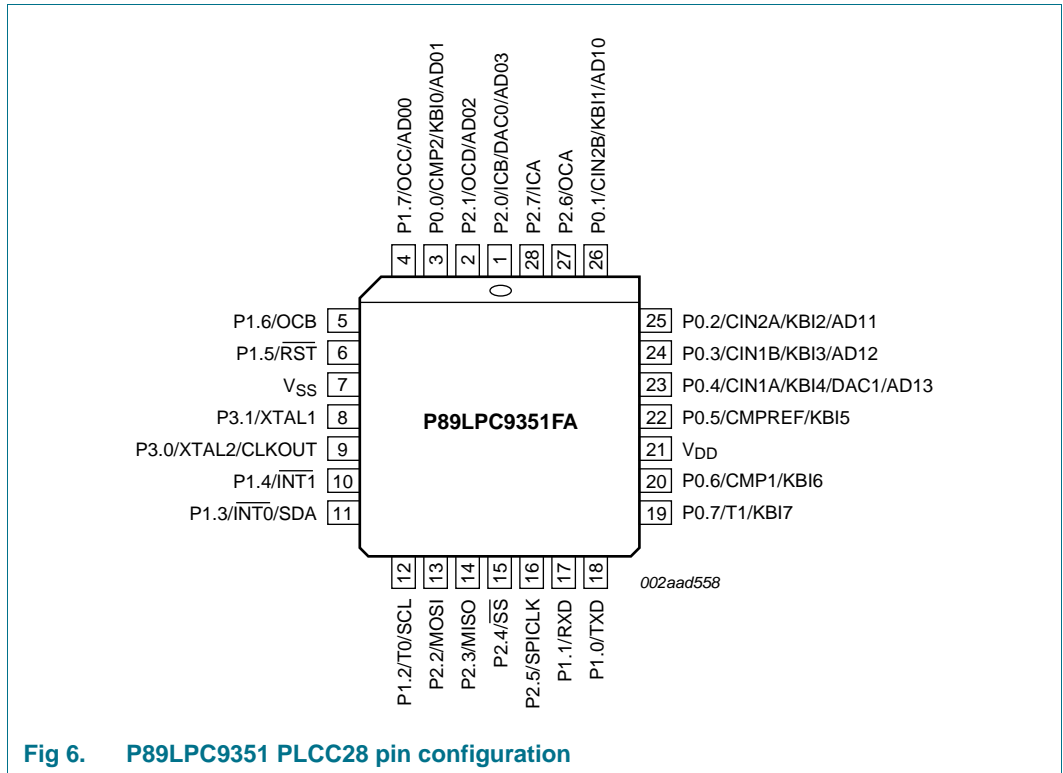 P1.7/OCC/AD00
P0.0/CMP2/KBI0/AD01
P2.1/OCD/AD02
P2.0/ICB/DAC0/AD03
P2.7/ICA
P2.6/OCA
P0.1/CIN2B/KBI1/AD10
4
3
2
1
28
27
26
P1.6/OCB 5
P1.5/R̅S̅T̅ 6
VSS 7
P3.1/XTAL1 8
P3.0/XTAL2/CLKOUT 9
P1.4/I̅N̅T̅1̅ 10
P1.3/I̅N̅T̅0̅/SDA 11
P89LPC9351FA
25 P0.2/CIN2A/KBI2/AD11
24 P0.3/CIN1B/KBI3/AD12
23 P0.4/CIN1A/KBI4/DAC1/AD13
22 P0.5/CMPREF/KBI5
21 VDD
20 P0.6/CMP1/KBI6
19 P0.7/T1/KBI7
12
13
14
15
16
17
18
P1.2/T0/SCL
P2.2/MOSI
P2.3/MISO
P2.4/S̅S̅
P2.5/SPICLK
P1.1/RXD
P1.0/TXD
002aad558
Fig 6. P89LPC9351 PLCC28 pin configuration